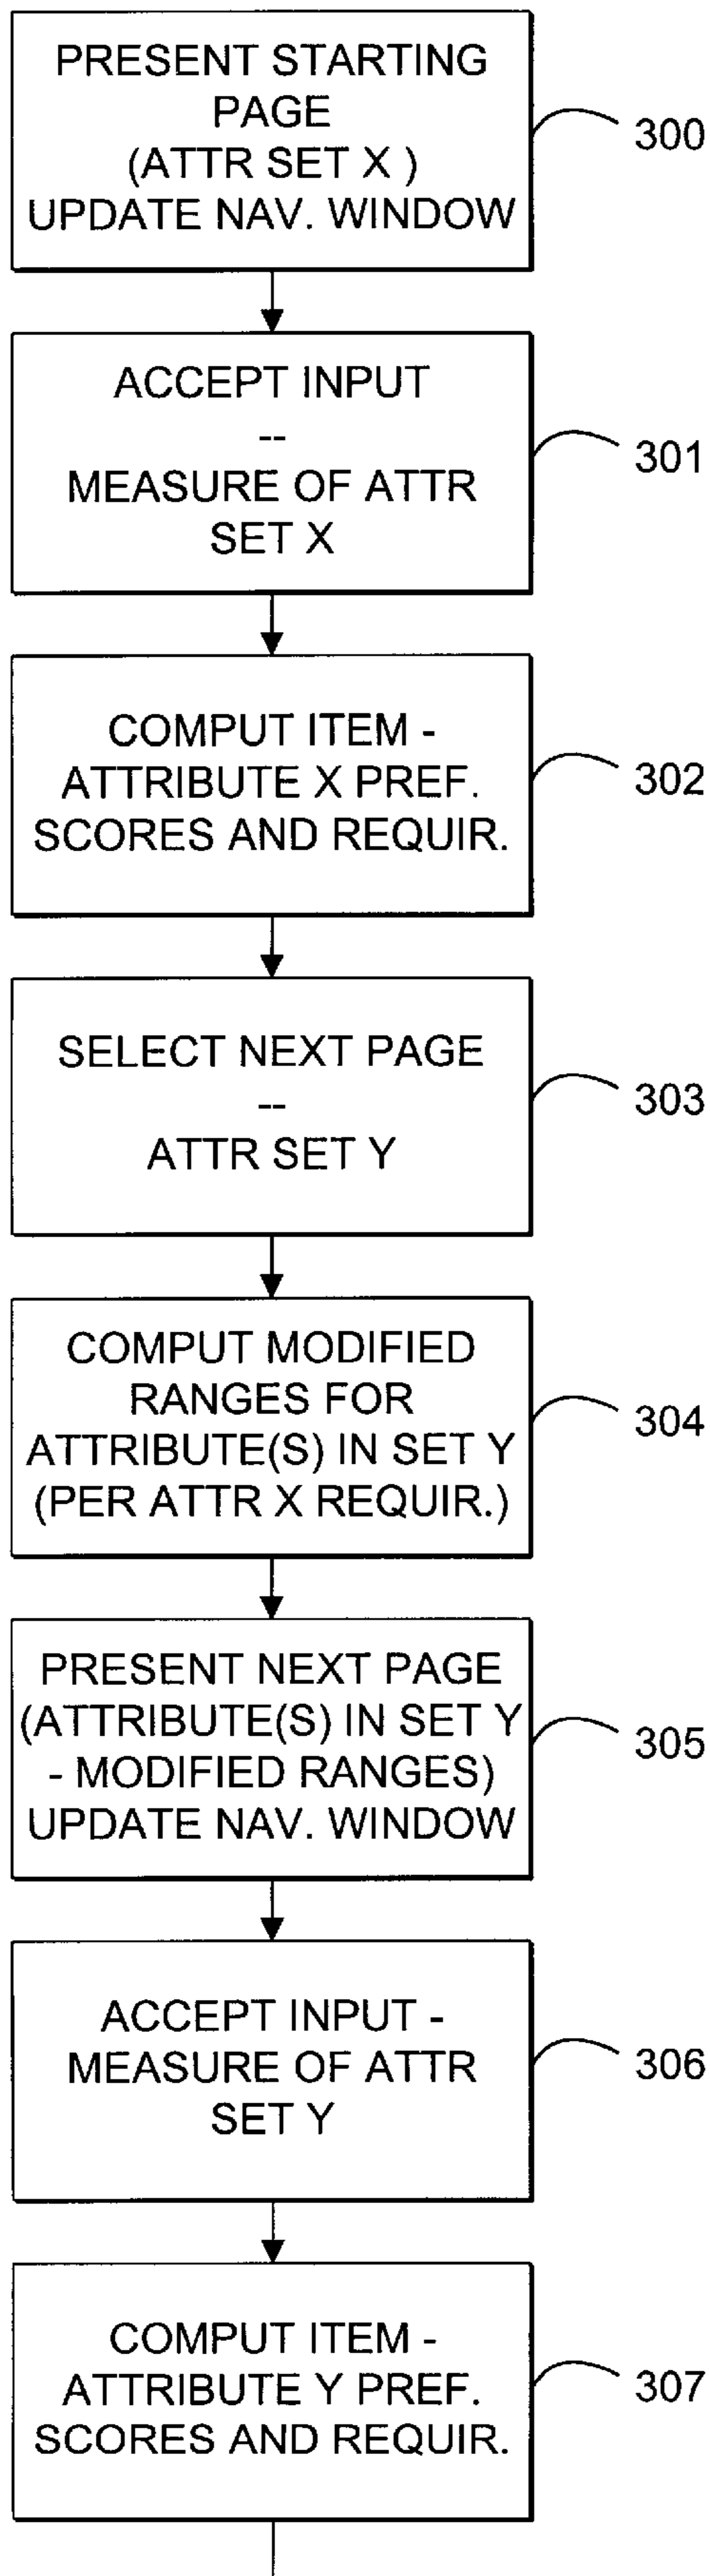 PRESENT STARTING
PAGE
(ATTR SET X )
UPDATE NAV. WINDOW
300
ACCEPT INPUT
--
MEASURE OF ATTR
SET X
301
COMPUT ITEM -
ATTRIBUTE X PREF.
SCORES AND REQUIR.
302
SELECT NEXT PAGE
--
ATTR SET Y
303
COMPUT MODIFIED
RANGES FOR
ATTRIBUTE(S) IN SET Y
(PER ATTR X REQUIR.)
304
PRESENT NEXT PAGE
(ATTRIBUTE(S) IN SET Y
- MODIFIED RANGES)
UPDATE NAV. WINDOW
305
ACCEPT INPUT -
MEASURE OF ATTR
SET Y
306
COMPUT ITEM -
ATTRIBUTE Y PREF.
SCORES AND REQUIR.
307